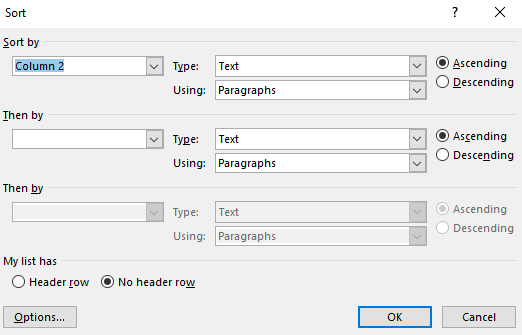 Sort ?
Sort by
Column 2 Type: Text Ascending
Using: Paragraphs Descending
Then by
Type: Text Ascending
Using: Paragraphs Descending
Then by
Type: Text Ascending
Using: Paragraphs Descending
My list has
Header row No header row
Options... OK Cancel